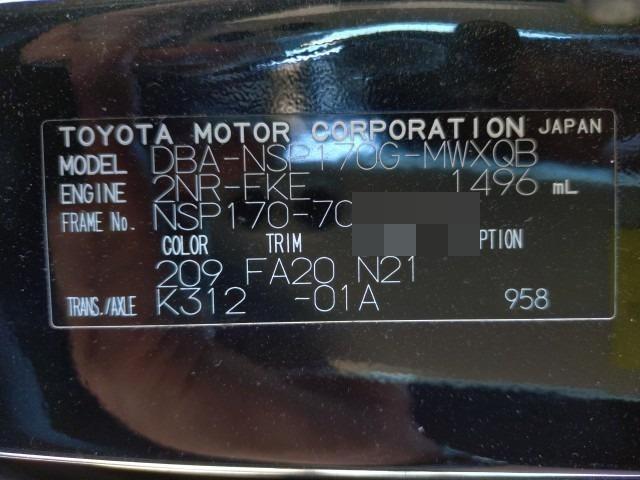 TOYOTA MOTOR CORPORATION JAPAN
MODEL DBA-NSP170G-MWXQB
ENGINE 2NR-FKE 1496 mL
FRAME No. NSP170-70
COLOR TRIM PTION
209 FA20 N21
TRANS./AXLE K312 -01A 958